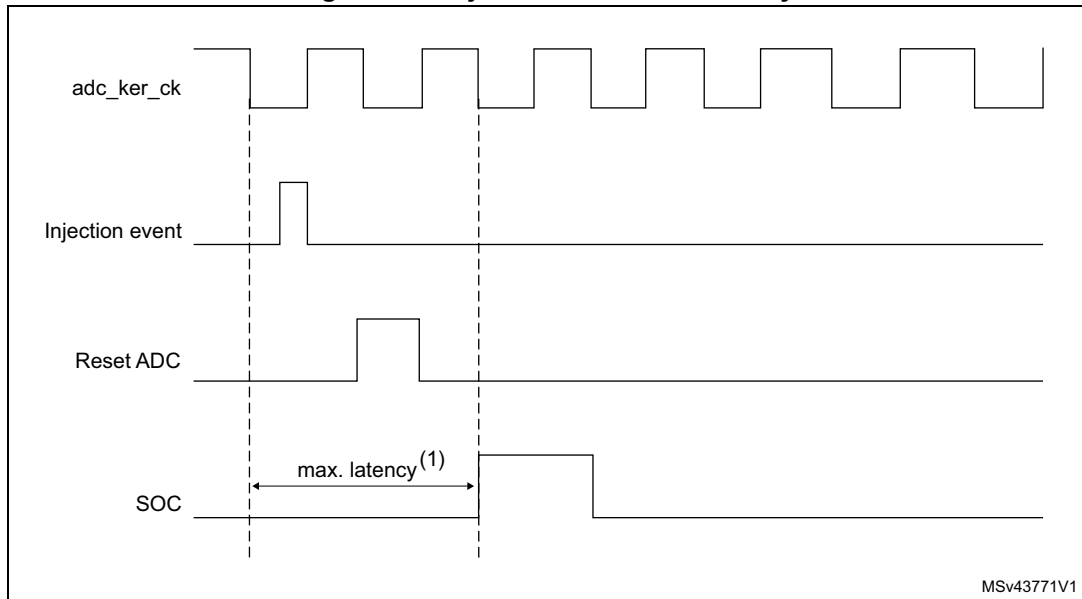 adc_ker_ck
Injection event
Reset ADC
max. latency(1)
SOC
MSv43771V1